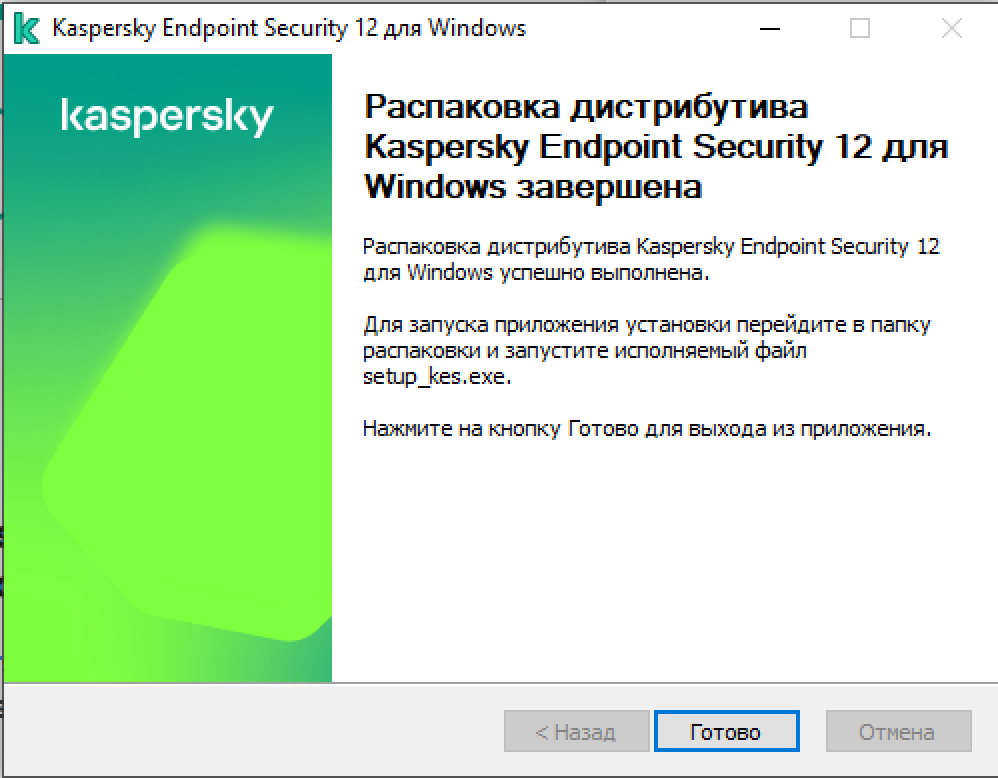 Kaspersky Endpoint Security 12 для Windows
kaspersky
Распаковка дистрибутива
Kaspersky Endpoint Security 12 для
Windows завершена
Распаковка дистрибутива Kaspersky Endpoint Security 12
для Windows успешно выполнена.
Для запуска приложения установки перейдите в папку
распаковки и запустите исполняемый файл
setup_kes.exe.
Нажмите на кнопку Готово для выхода из приложения.
< Назад
Готово
Отмена